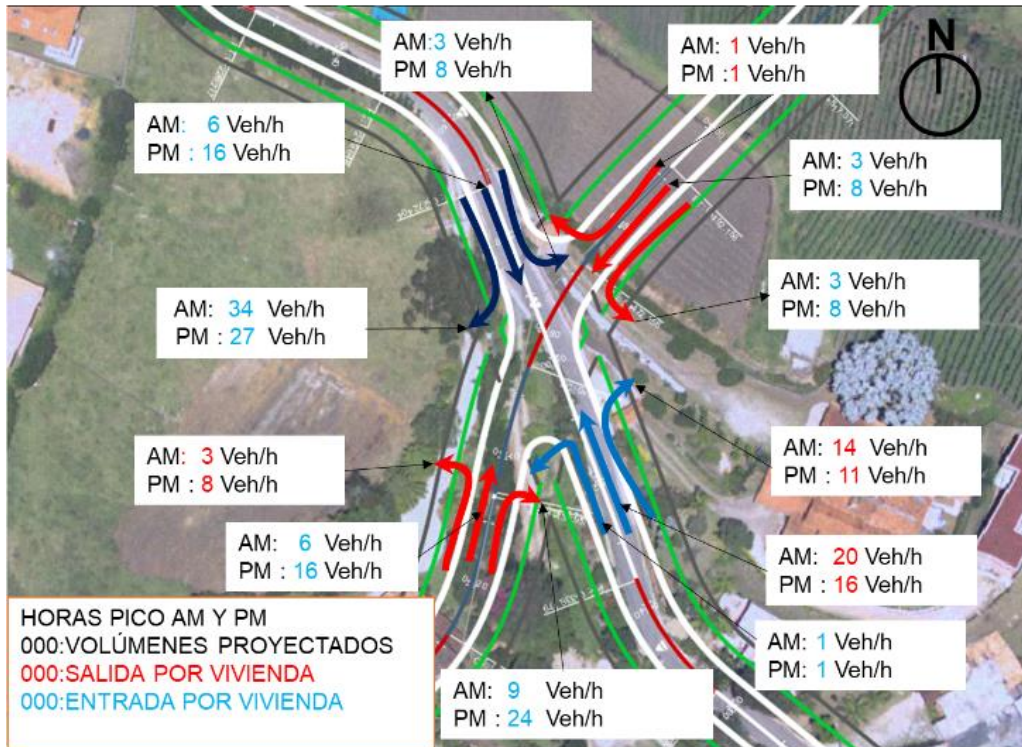 AM:3 Veh/h
PM 8 Veh/h
AM: 1 Veh/h
PM :1 Veh/h
N
AM: 6 Veh/h
PM : 16 Veh/h
AM: 3 Veh/h
PM : 8 Veh/h
AM: 34 Veh/h
PM : 27 Veh/h
AM: 3 Veh/h
PM : 8 Veh/h
AM: 3 Veh/h
PM : 8 Veh/h
AM: 14 Veh/h
PM : 11 Veh/h
AM: 6 Veh/h
PM : 16 Veh/h
AM: 20 Veh/h
PM : 16 Veh/h
HORAS PICO AM Y PM
000:VOLÚMENES PROYECTADOS
000:SALIDA POR VIVIENDA
000:ENTRADA POR VIVIENDA
AM: 9 Veh/h
PM : 24 Veh/h
AM: 1 Veh/h
PM: 1 Veh/h